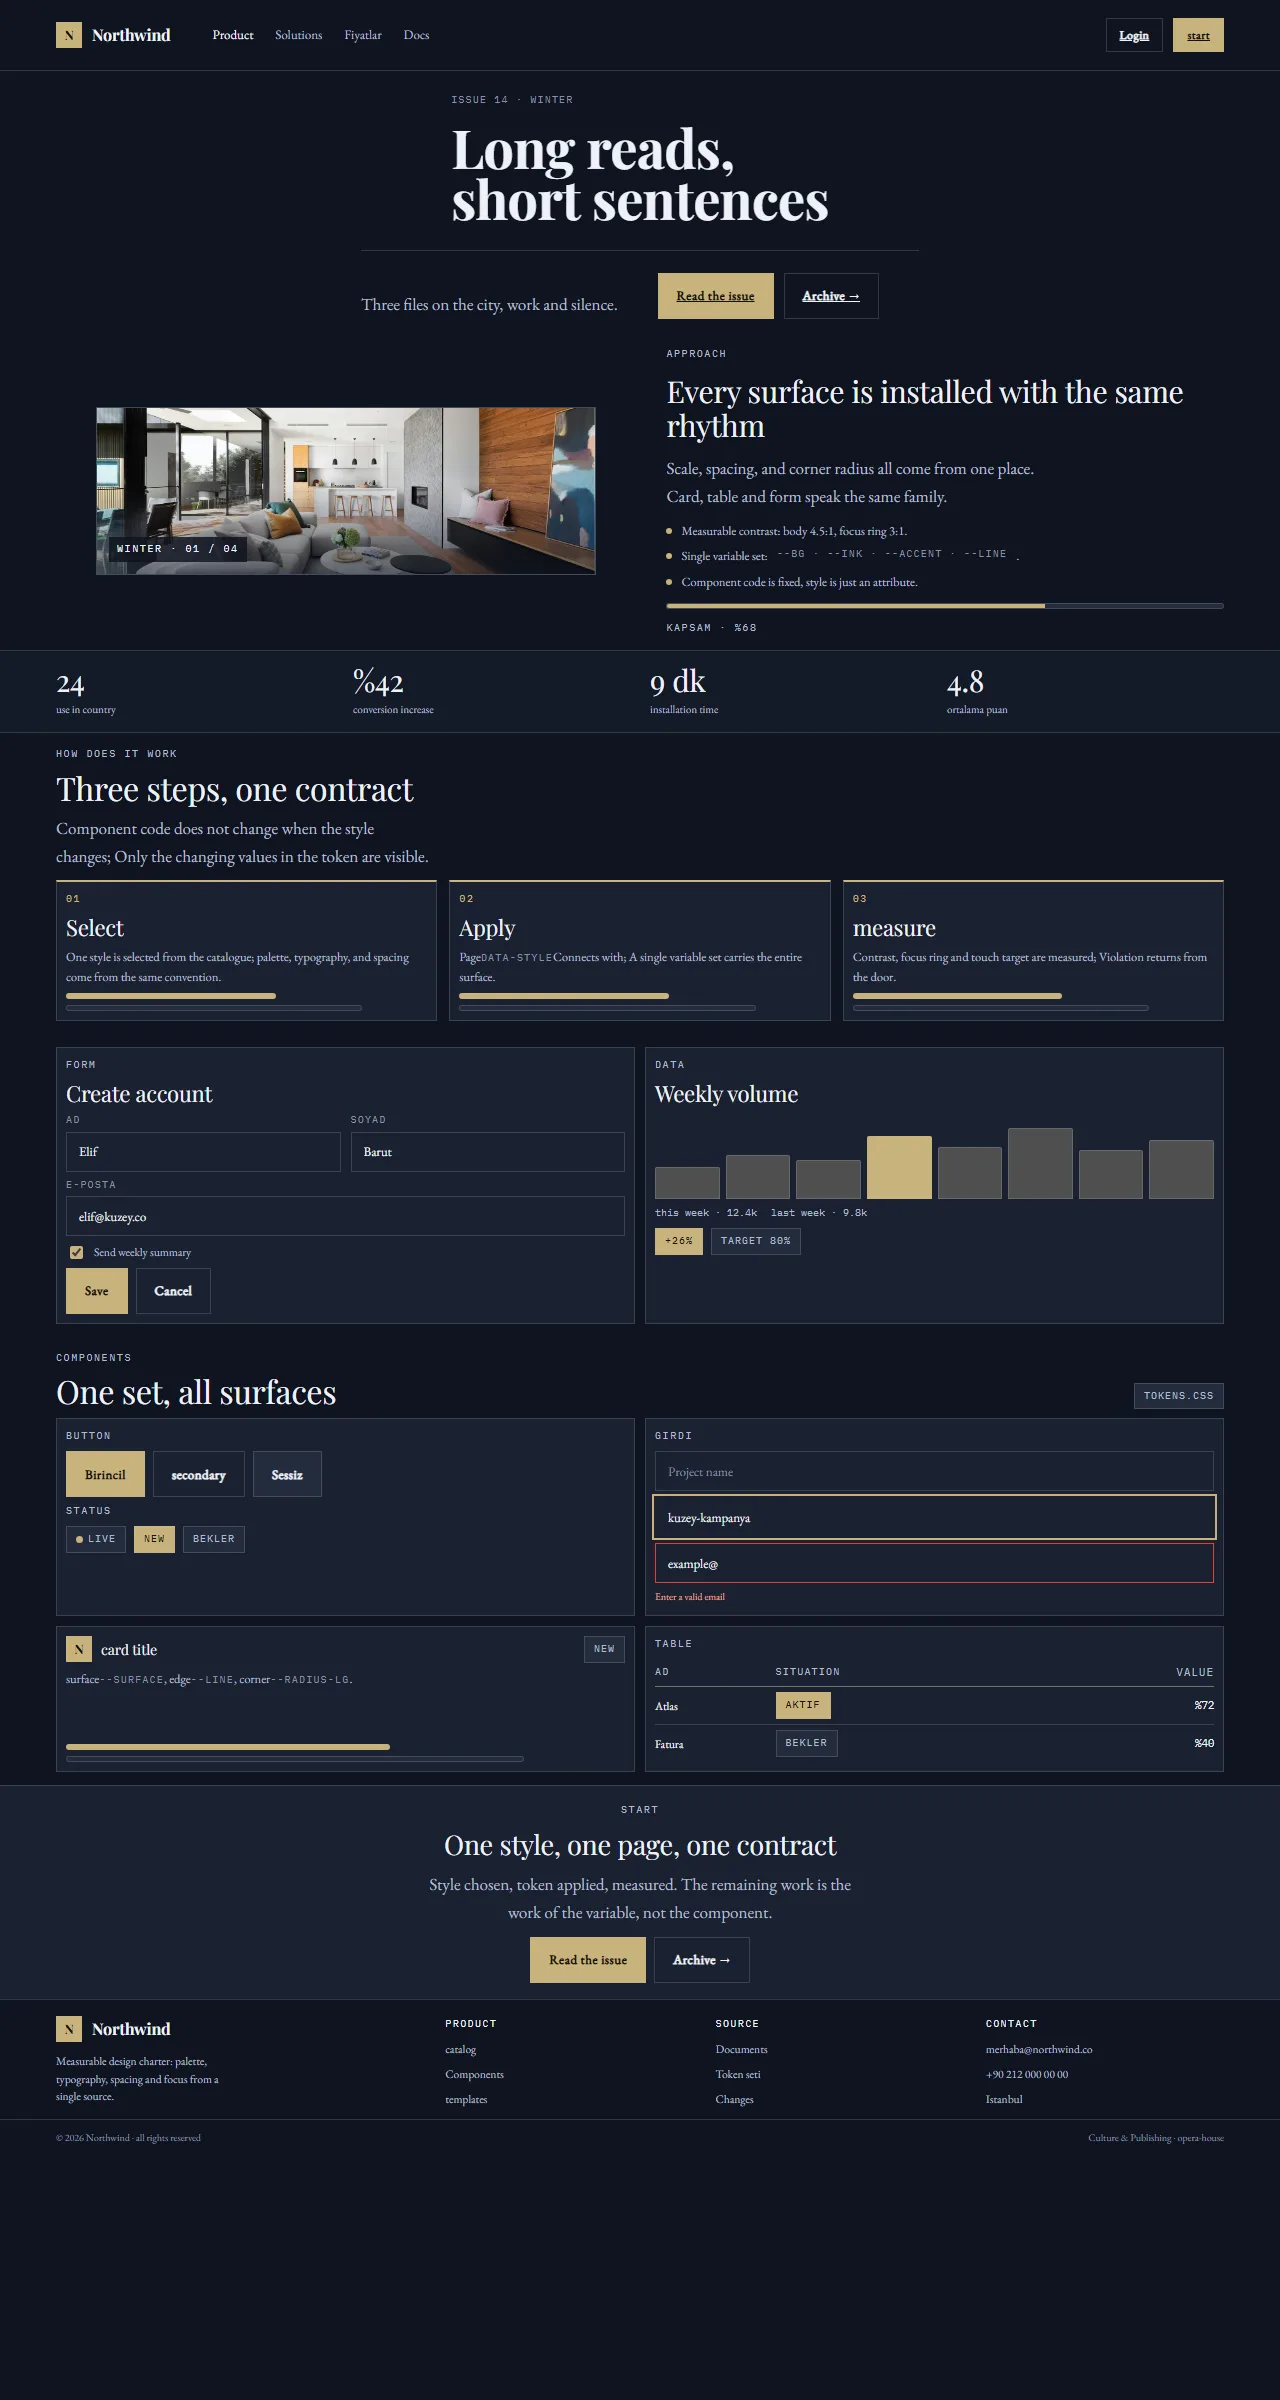 N Northwind Product Solutions Fiyatlar Docs Login start
ISSUE 14 · WINTER
Long reads,
short sentences
Three files on the city, work and silence.
Read the issue Archive →
WINTER · 01 / 04
APPROACH
Every surface is installed with the same
rhythm
Scale, spacing, and corner radius all come from one place.
Card, table and form speak the same family.
Measurable contrast: body 4.5:1, focus ring 3:1.
Single variable set: --BG · --INK · --ACCENT · --LINE .
Component code is fixed, style is just an attribute.
KAPSAM · %68
24 %42 9 dk 4.8
use in country conversion increase installation time ortalama puan
HOW DOES IT WORK
Three steps, one contract
Component code does not change when the style
changes; Only the changing values in the token are visible.
01
Select
One style is selected from the catalogue; palette, typography, and spacing
come from the same convention.
02
Apply
PageDATA-STYLEConnects with; A single variable set carries the entire
surface.
03
measure
Contrast, focus ring and touch target are measured; Violation returns from
the door.
FORM
Create account
AD SOYAD
Elif Barut
E-POSTA
elif@kuzey.co
Send weekly summary
Save Cancel
DATA
Weekly volume
this week · 12.4k last week · 9.8k
+26% TARGET 80%
COMPONENTS
One set, all surfaces
TOKENS.CSS
BUTTON
Birincil secondary Sessiz
STATUS
LIVE NEW BEKLER
GIRDI
Project name
kuzey-kampanya
example@
Enter a valid email
N card title NEW
surface--SURFACE, edge--LINE, corner--RADIUS-LG.
TABLE
AD SITUATION VALUE
Atlas AKTIF %72
Fatura BEKLER %40
START
One style, one page, one contract
Style chosen, token applied, measured. The remaining work is the
work of the variable, not the component.
Read the issue Archive →
N Northwind
Measurable design charter: palette,
typography, spacing and focus from a
single source.
PRODUCT
catalog
Components
templates
SOURCE
Documents
Token seti
Changes
CONTACT
merhaba@northwind.co
+90 212 000 00 00
Istanbul
© 2026 Northwind · all rights reserved
Culture & Publishing · opera-house